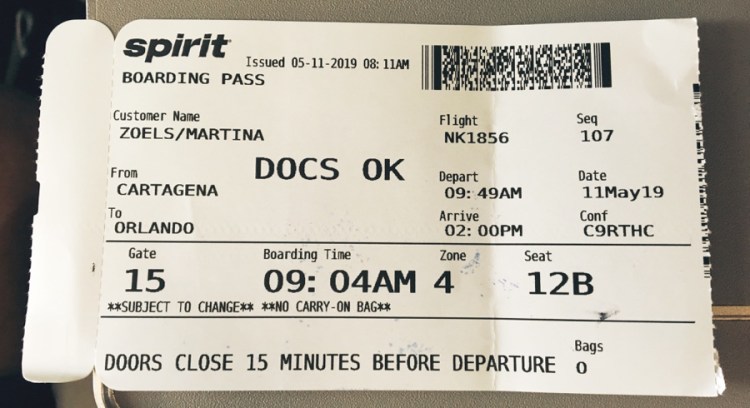 spirit Issued 05-11-2019 08:11AM
BOARDING PASS
Customer Name Flight Seq
ZOELS/MARTINA NK1856 107
DOCS OK
From Depart Date
CARTAGENA 09:49AM 11May19
To Arrive Conf
ORLANDO 02:00PM C9RTHC
Gate Boarding Time Zone Seat
15 09:04AM 4 12B
**SUBJECT TO CHANGE** **NO CARRY-ON BAG**
DOORS CLOSE 15 MINUTES BEFORE DEPARTURE Bags
0